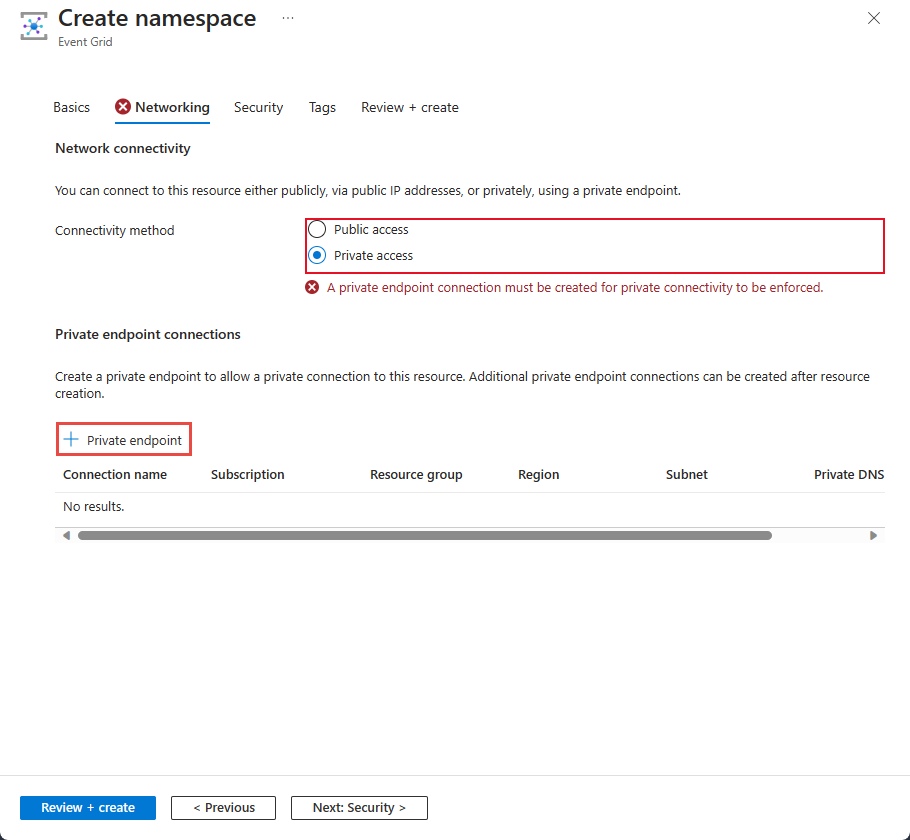 Create namespace
...
Event Grid
Basics
Networking
Security
Tags
Review + create
Network connectivity
You can connect to this resource either publicly, via public IP addresses, or privately, using a private endpoint.
Connectivity method
Public access
Private access
A private endpoint connection must be created for private connectivity to be enforced.
Private endpoint connections
Create a private endpoint to allow a private connection to this resource. Additional private endpoint connections can be created after resource
creation.
Private endpoint
Connection name
Subscription
Resource group
Region
Subnet
Private DNS
No results.
Review + create
< Previous
Next: Security >